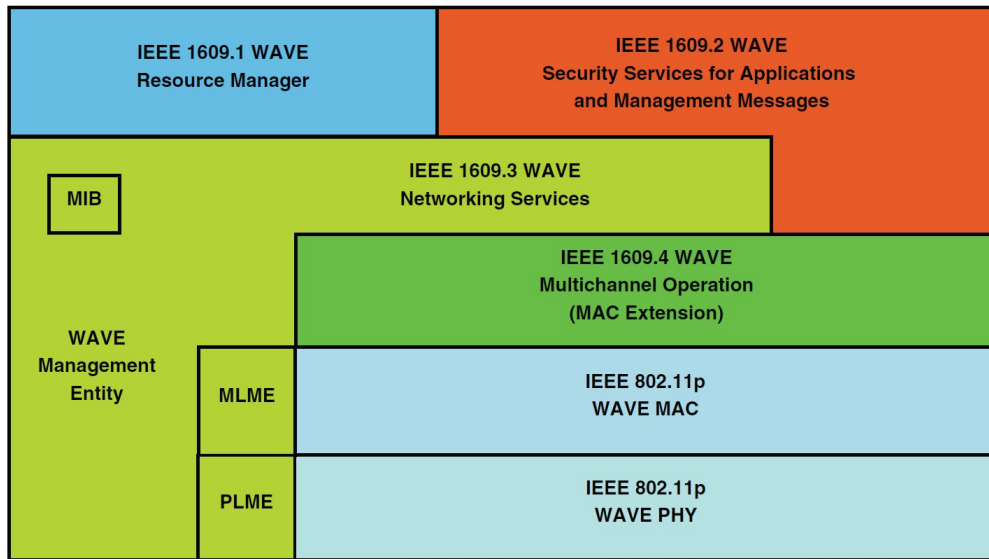 IEEE 1609.1 WAVE
Resource Manager
IEEE 1609.2 WAVE
Security Services for Applications
and Management Messages
IEEE 1609.3 WAVE
Networking Services
MIB
IEEE 1609.4 WAVE
Multichannel Operation
(MAC Extension)
WAVE
Management
Entity
MLME
IEEE 802.11p
WAVE MAC
PLME
IEEE 802.11p
WAVE PHY